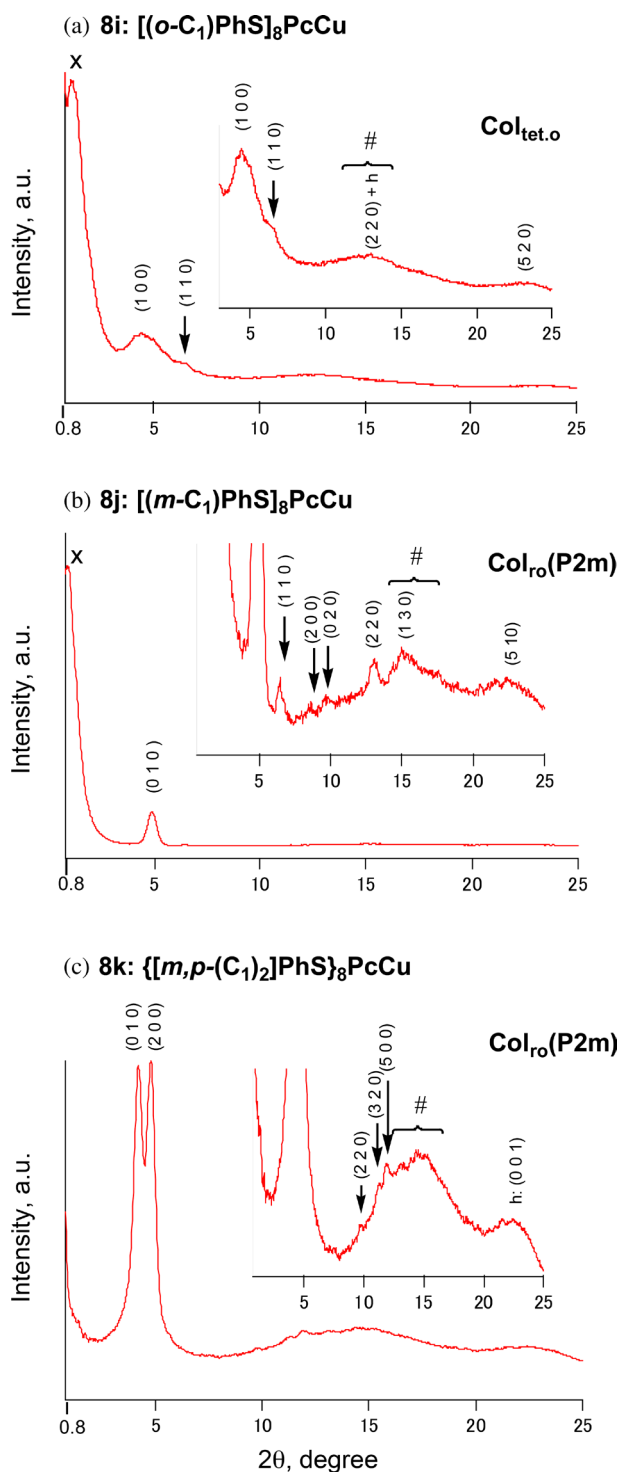 (a) 8i: [(o-C₁)PhS]₈PcCu
x
Intensity, a.u.
(1 0 0)
(1 1 0)
Col_tet.o
(1 0 0)
(1 1 0)
#
(2 2 0) + h
(5 2 0)
5 10 15 20 25
0.8 5 10 15 20 25
(b) 8j: [(m-C₁)PhS]₈PcCu
x
Intensity, a.u.
(0 1 0)
Col_ro(P2m)
(1 1 0)
(2 0 0)
(0 2 0)
(2 2 0)
#
(1 3 0)
(5 10)
5 10 15 20 25
0.8 5 10 15 20 25
(c) 8k: {[m,p-(C₁)₂]PhS}₈PcCu
Intensity, a.u.
(0 1 0)
(2 0 0)
Col_ro(P2m)
(2 2 0)
(3 2 0)
(5 0 0)
#
h: (0 0 1)
5 10 15 20 25
0.8 5 10 15 20 25
2θ, degree